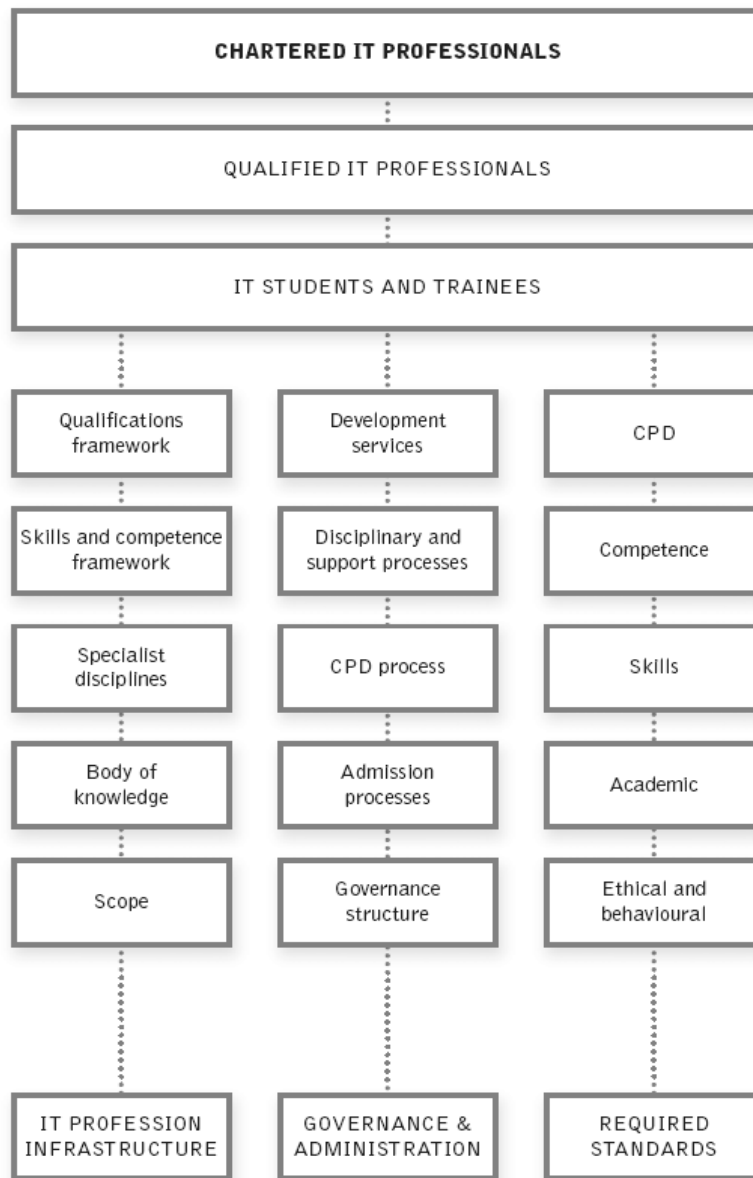 CHARTERED IT PROFESSIONALS
QUALIFIED IT PROFESSIONALS
IT STUDENTS AND TRAINEES
Qualifications
framework
Skills and competence
framework
Specialist
disciplines
Body of
knowledge
Scope
IT PROFESSION
INFRASTRUCTURE
Development
services
Disciplinary and
support processes
CPD process
Admission
processes
Governance
structure
GOVERNANCE &
ADMINISTRATION
CPD
Competence
Skills
Academic
Ethical and
behavioural
REQUIRED
STANDARDS